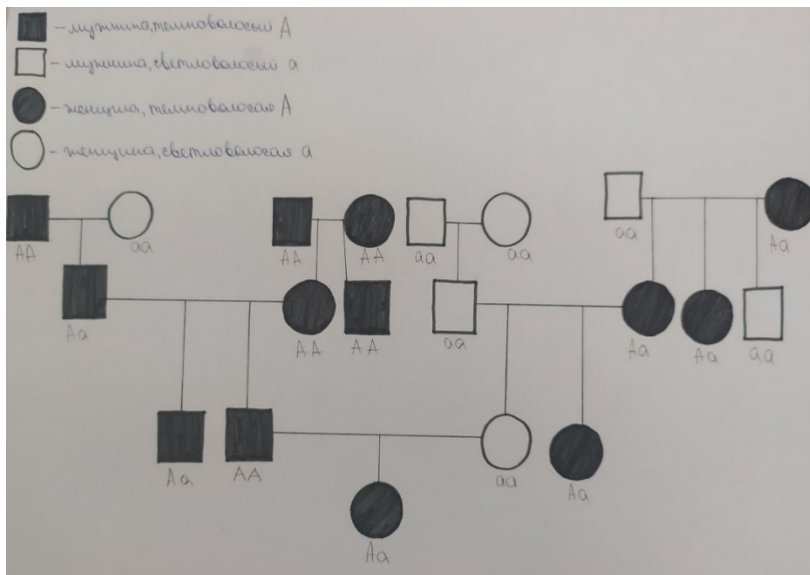 – мужчина, темноволосый А
– мужчина, светловолосый а
– женщина, темноволосая А
– женщина, светловолосая а
АА аа АА АА аа аа аа Аа
Аа АА АА аа Аа Аа аа
Аа АА аа Аа
Аа